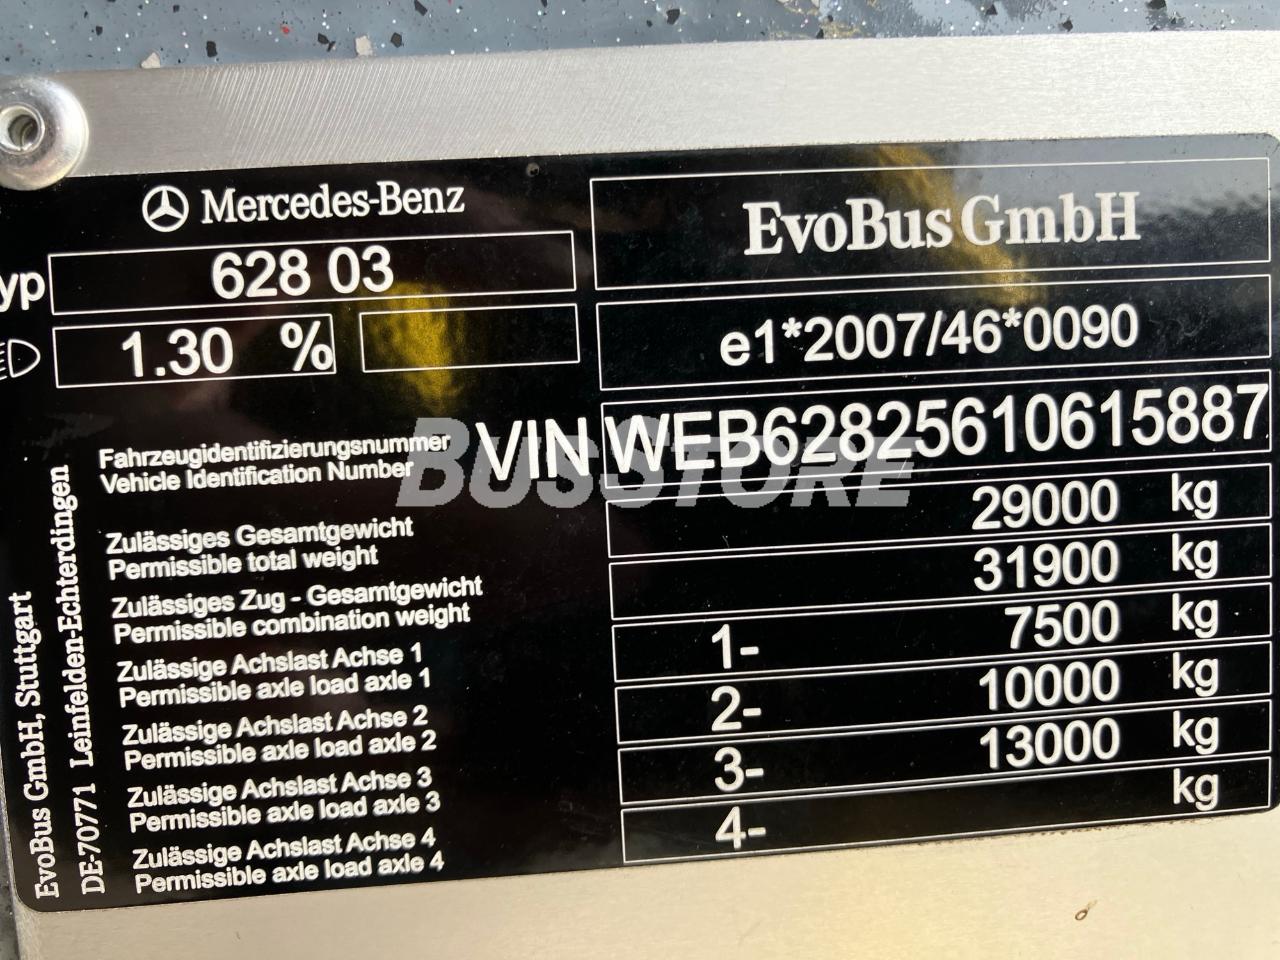 Mercedes-Benz
EvoBus GmbH
yp 628 03
1.30 %
e1*2007/46*0090
Fahrzeugidentifizierungsnummer
Vehicle Identification Number
VIN WEB62825610615887
BUSSTORE
Zulässiges Gesamtgewicht
Permissible total weight
29000 kg
Zulässiges Zug - Gesamtgewicht
Permissible combination weight
31900 kg
Zulässige Achslast Achse 1
Permissible axle load axle 1
1- 7500 kg
Zulässige Achslast Achse 2
Permissible axle load axle 2
2- 10000 kg
Zulässige Achslast Achse 3
Permissible axle load axle 3
3- 13000 kg
Zulässige Achslast Achse 4
Permissible axle load axle 4
4- kg
EvoBus GmbH, Stuttgart
DE-70771 Leinfelden-Echterdingen